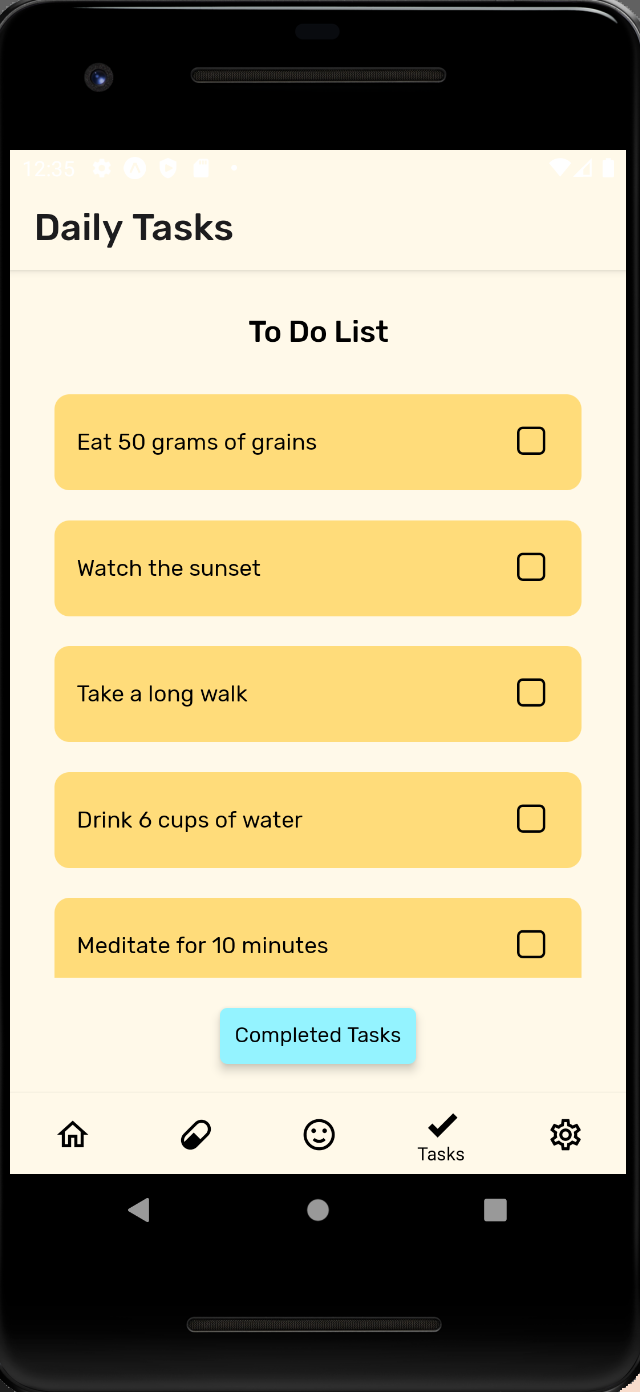 12:35
Daily Tasks
To Do List
Eat 50 grams of grains
Watch the sunset
Take a long walk
Drink 6 cups of water
Meditate for 10 minutes
Completed Tasks
Tasks